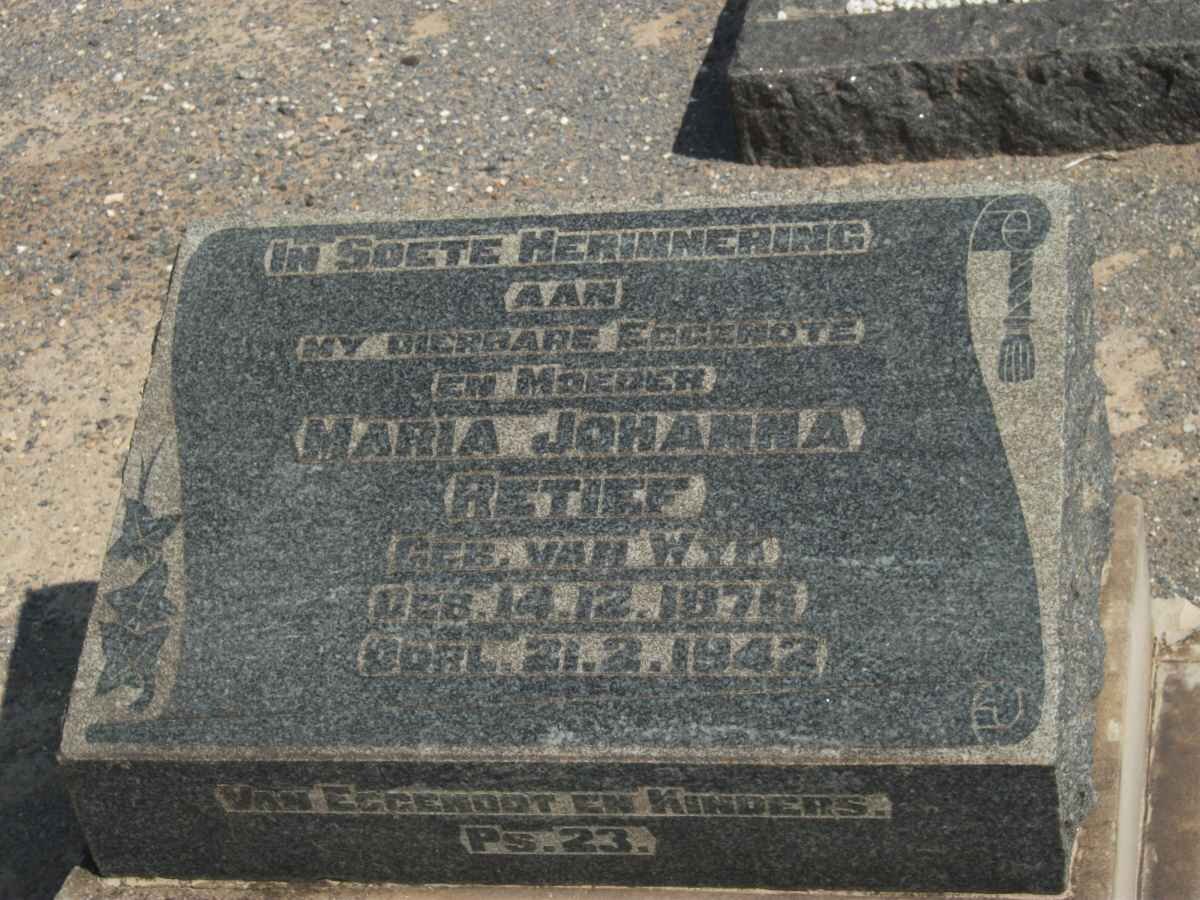 IN SOETE HERINNERING
AAN
MY DIERBARE EGGENOTE
EN MOEDER
MARIA JOHANNA
RETIEF
GEB. VAN WYK
GEB. 14.12.1878
OORL. 21.2.1942
VAN EGGENOOT EN KINDERS.
PS. 23.